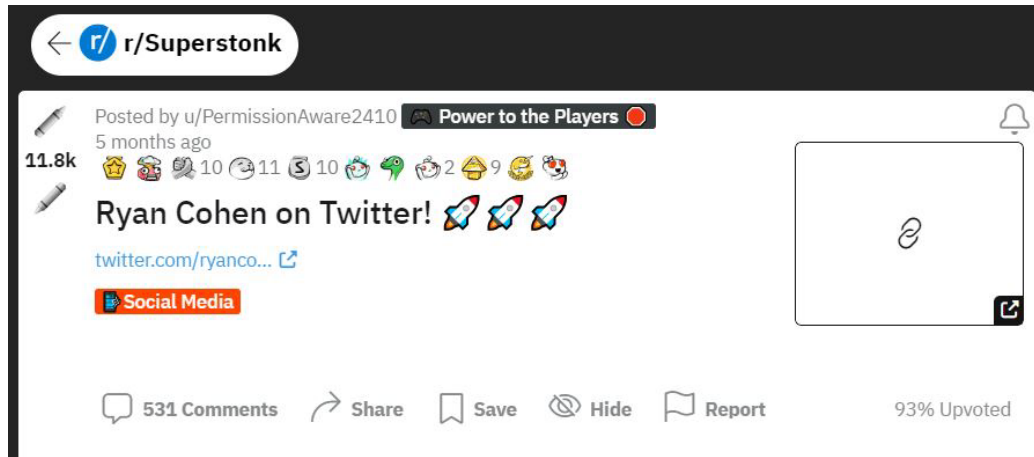 r/ r/Superstonk
Posted by u/PermissionAware2410 🎮 Power to the Players 🛑
5 months ago
11.8k
10 11 S 10 2 9
Ryan Cohen on Twitter! 🚀🚀🚀
twitter.com/ryanco...
Social Media
531 Comments Share Save Hide Report 93% Upvoted